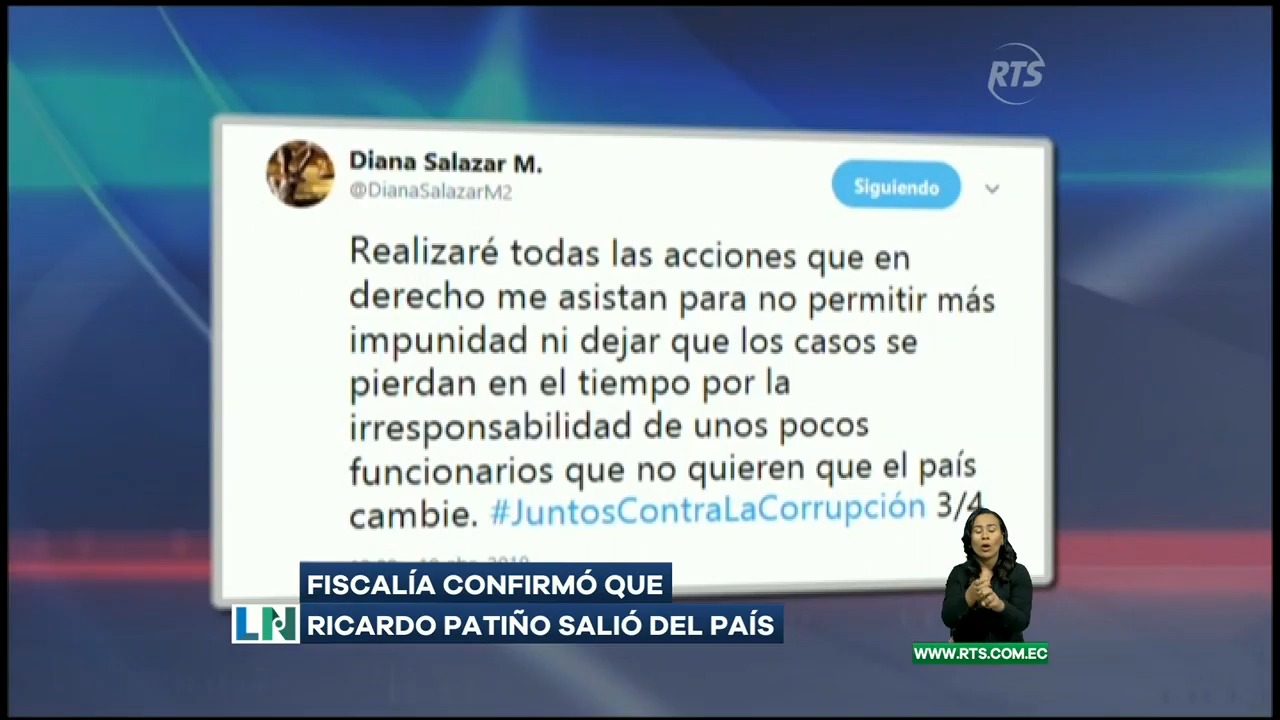 RTS
Diana Salazar M.
@DianaSalazarM2
Siguiendo
Realizaré todas las acciones que en
derecho me asistan para no permitir más
impunidad ni dejar que los casos se
pierdan en el tiempo por la
irresponsabilidad de unos pocos
funcionarios que no quieren que el país
cambie. #JuntosContraLaCorrupción 3/4
FISCALÍA CONFIRMÓ QUE
LN RICARDO PATIÑO SALIÓ DEL PAÍS
WWW.RTS.COM.EC